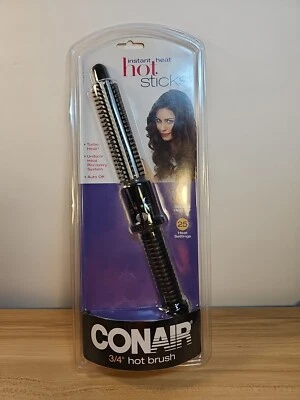 instant heat
hot
sticks
• Turbo
Heat
• Uniform
Heat
Recovery
System
• Auto Off
25
Heat
Settings
CONAIR
3/4" hot brush